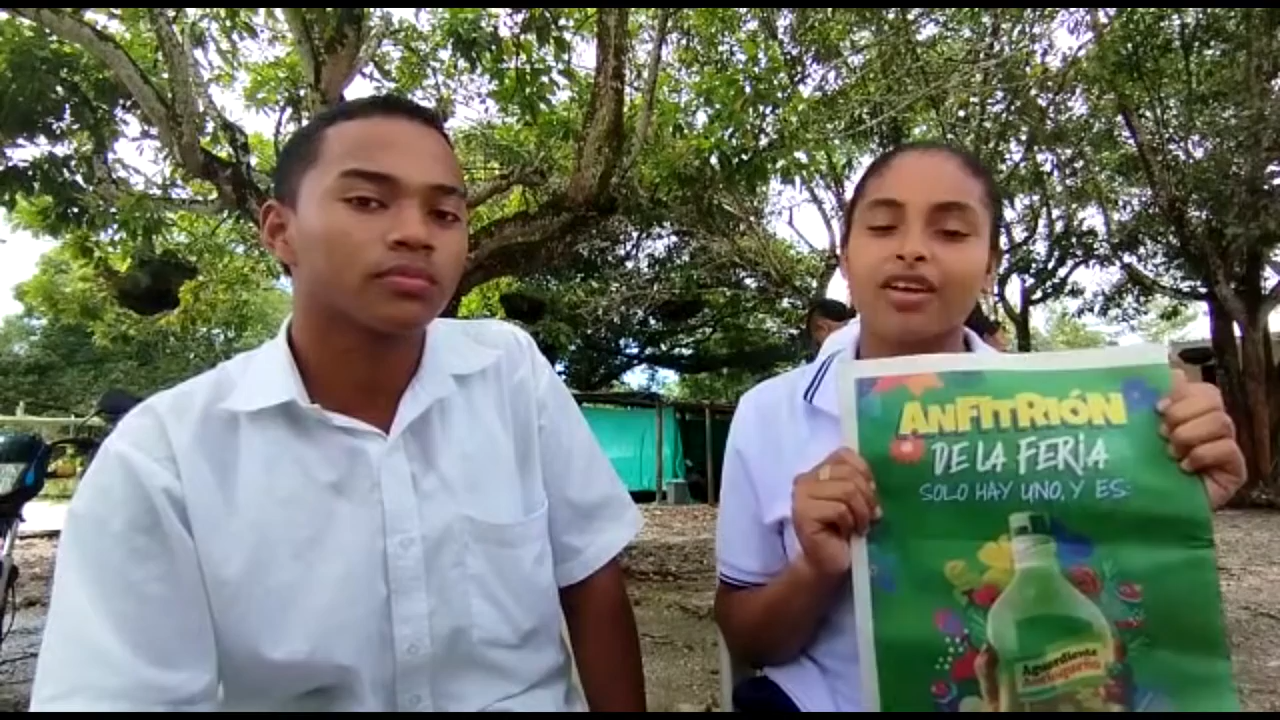 ANFITRIÓN
DE LA FERIA
SOLO HAY UNO, Y ES:
Aguardiente
Antioqueño